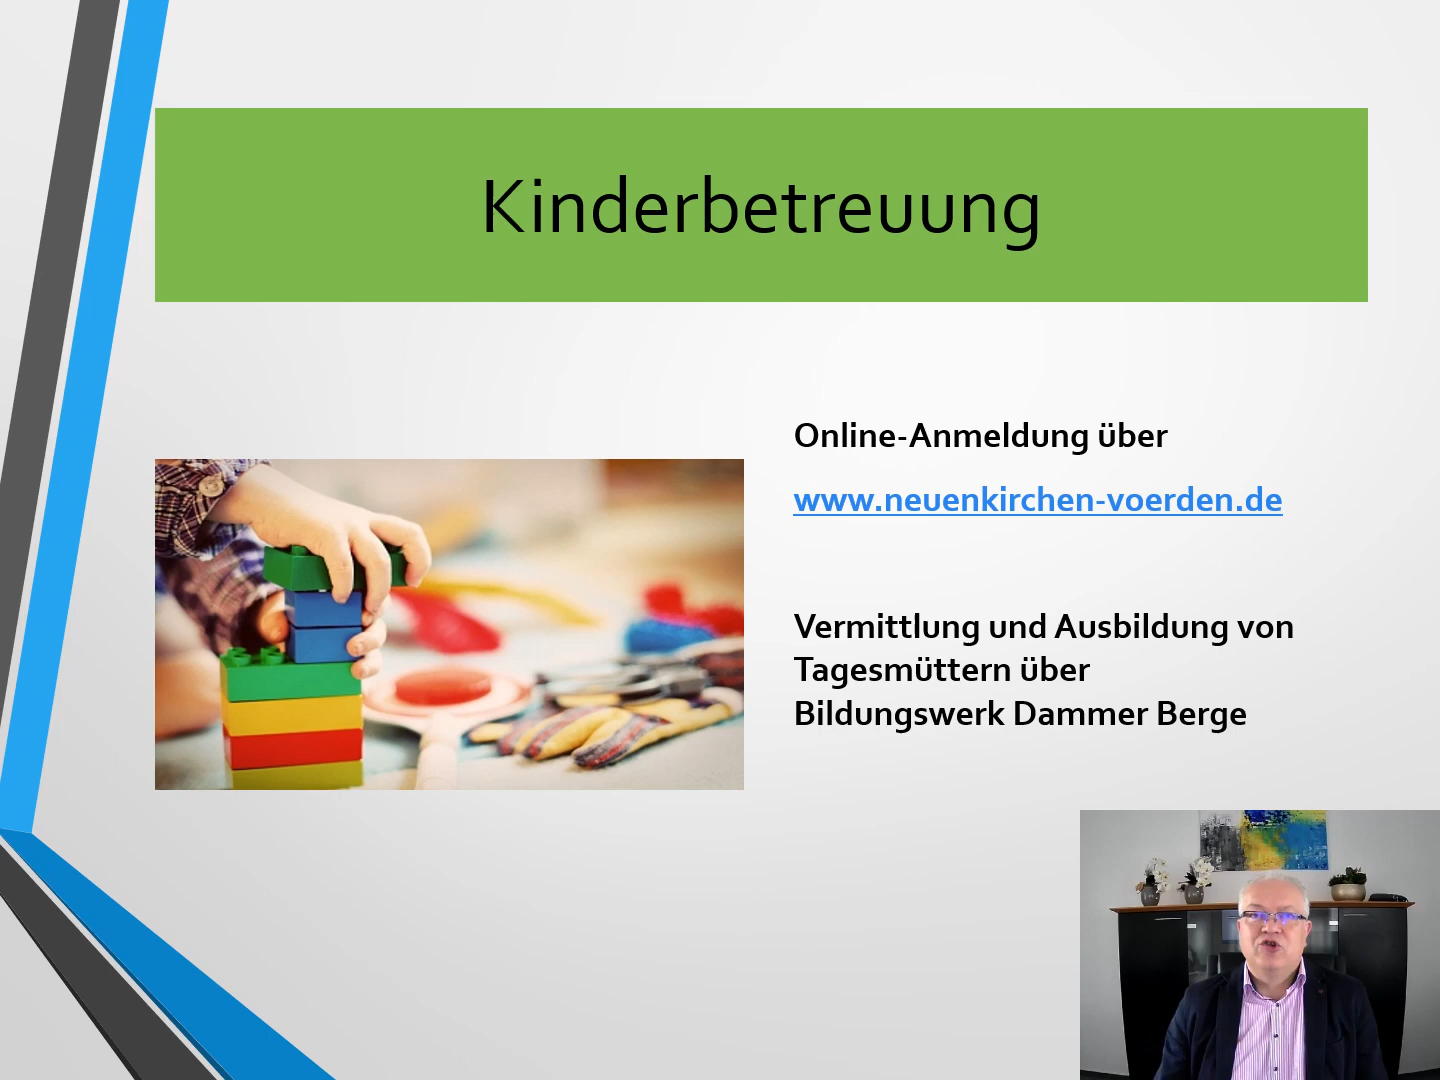 Kinderbetreuung
Online-Anmeldung über
www.neuenkirchen-voerden.de
Vermittlung und Ausbildung von
Tagesmüttern über
Bildungswerk Dammer Berge